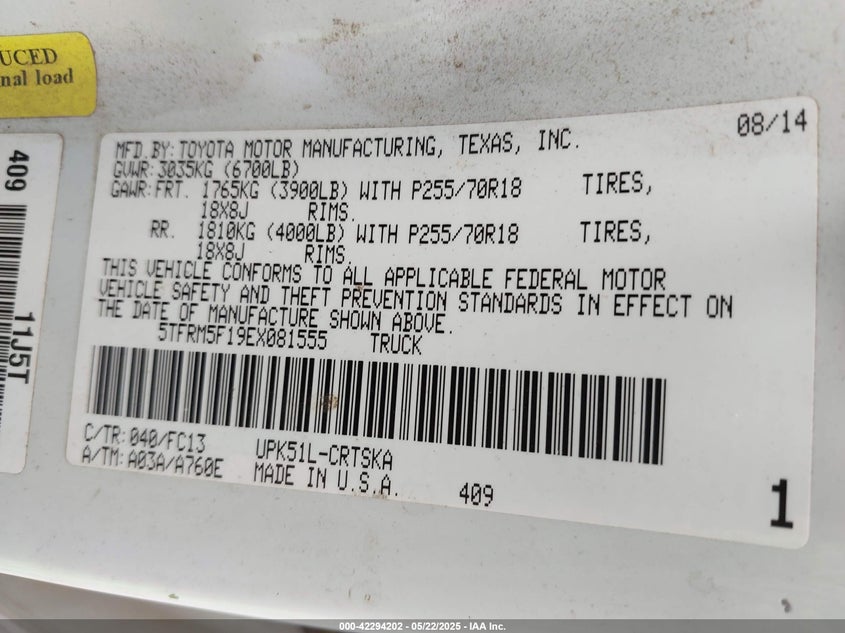 UCED
nal load
409
11J5T
08/14
MFD.BY:TOYOTA MOTOR MANUFACTURING, TEXAS, INC.
GVWR:3035KG (6700LB)
GAWR:FRT. 1765KG (3900LB) WITH P255/70R18 TIRES,
18X8J RIMS.
RR. 1810KG (4000LB) WITH P255/70R18 TIRES,
18X8J RIMS.
THIS VEHICLE CONFORMS TO ALL APPLICABLE FEDERAL MOTOR
VEHICLE SAFETY AND THEFT PREVENTION STANDARDS IN EFFECT ON
THE DATE OF MANUFACTURE SHOWN ABOVE.
5TFRM5F19EX081555 TRUCK
C/TR:040/FC13 UPK51L-CRTSKA
A/TM:A03A/A760E MADE IN U.S.A. 409
1
000-42294202 - 05/22/2025 - IAA Inc.